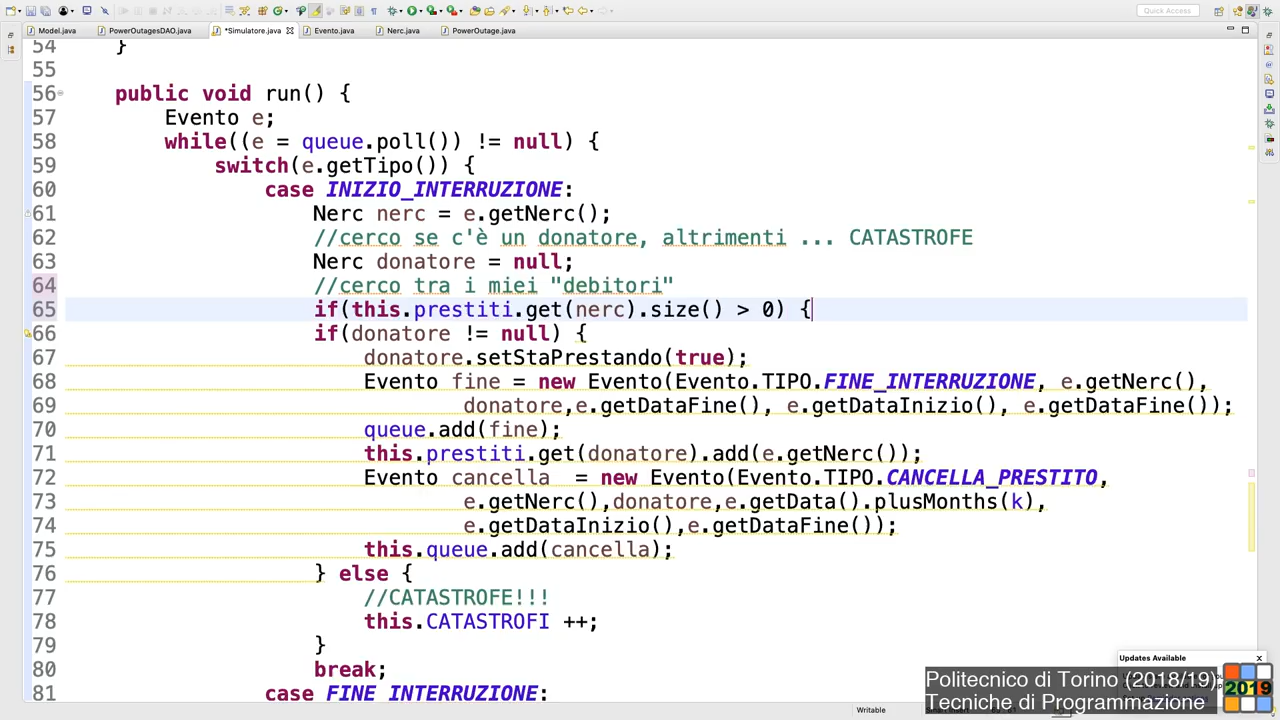 Quick Access
Model.java
PowerOutagesDAO.java
*Simulatore.java
Evento.java
Nerc.java
PowerOutage.java
54 }
55
56 public void run() {
57 Evento e;
58 while((e = queue.poll()) != null) {
59 switch(e.getTipo()) {
60 case INIZIO_INTERRUZIONE:
61 Nerc nerc = e.getNerc();
62 //cerco se c'è un donatore, altrimenti ... CATASTROFE
63 Nerc donatore = null;
64 //cerco tra i miei "debitori"
65 if(this.prestiti.get(nerc).size() > 0) {
66 if(donatore != null) {
67 donatore.setStaPrestando(true);
68 Evento fine = new Evento(Evento.TIPO.FINE_INTERRUZIONE, e.getNerc(),
69 donatore,e.getDataFine(), e.getDataInizio(), e.getDataFine());
70 queue.add(fine);
71 this.prestiti.get(donatore).add(e.getNerc());
72 Evento cancella = new Evento(Evento.TIPO.CANCELLA_PRESTITO,
73 e.getNerc(),donatore,e.getData().plusMonths(k),
74 e.getDataInizio(),e.getDataFine());
75 this.queue.add(cancella);
76 } else {
77 //CATASTROFE!!!
78 this.CATASTROFI ++;
79 }
80 break;
81 case FINE INTERRUZIONE:
Updates Available
Politecnico di Torino (2018/19)
Tecniche di Programmazione
2019
Writable